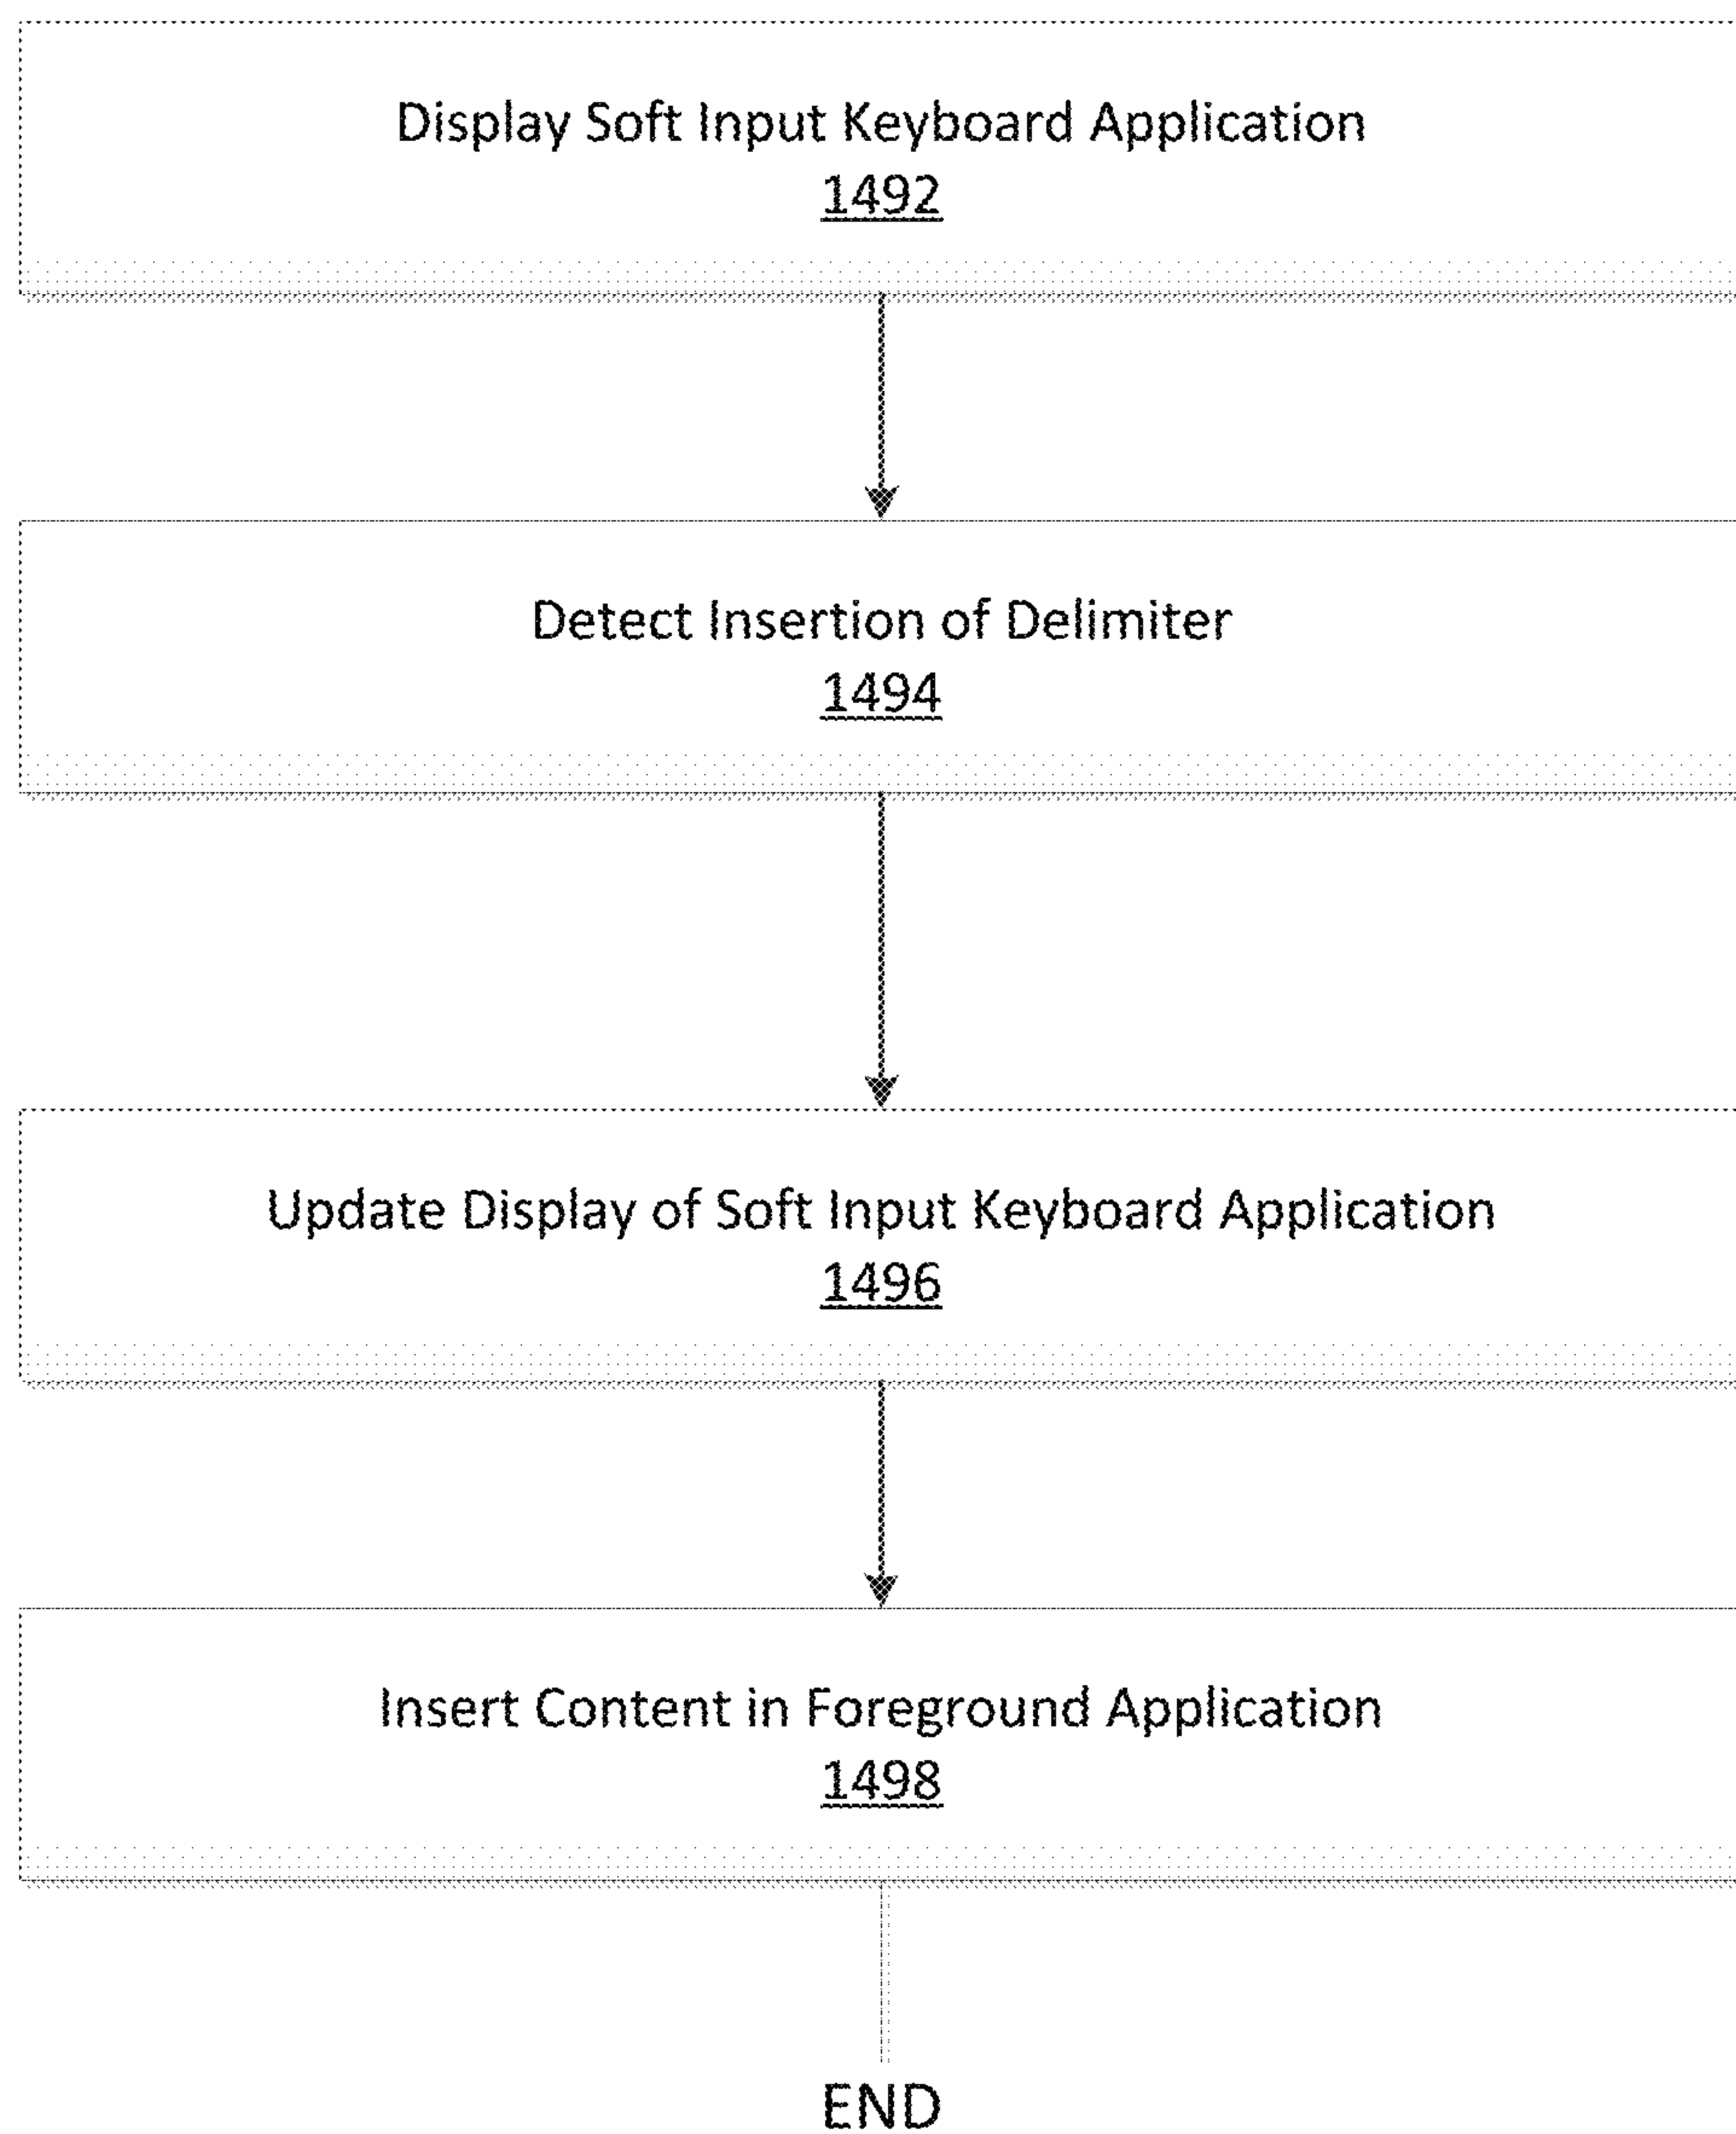 Display Soft Input Keyboard Application
1492
Detect Insertion of Delimiter
1494
Update Display of Soft Input Keyboard Application
1496
Insert Content in Foreground Application
1498
END